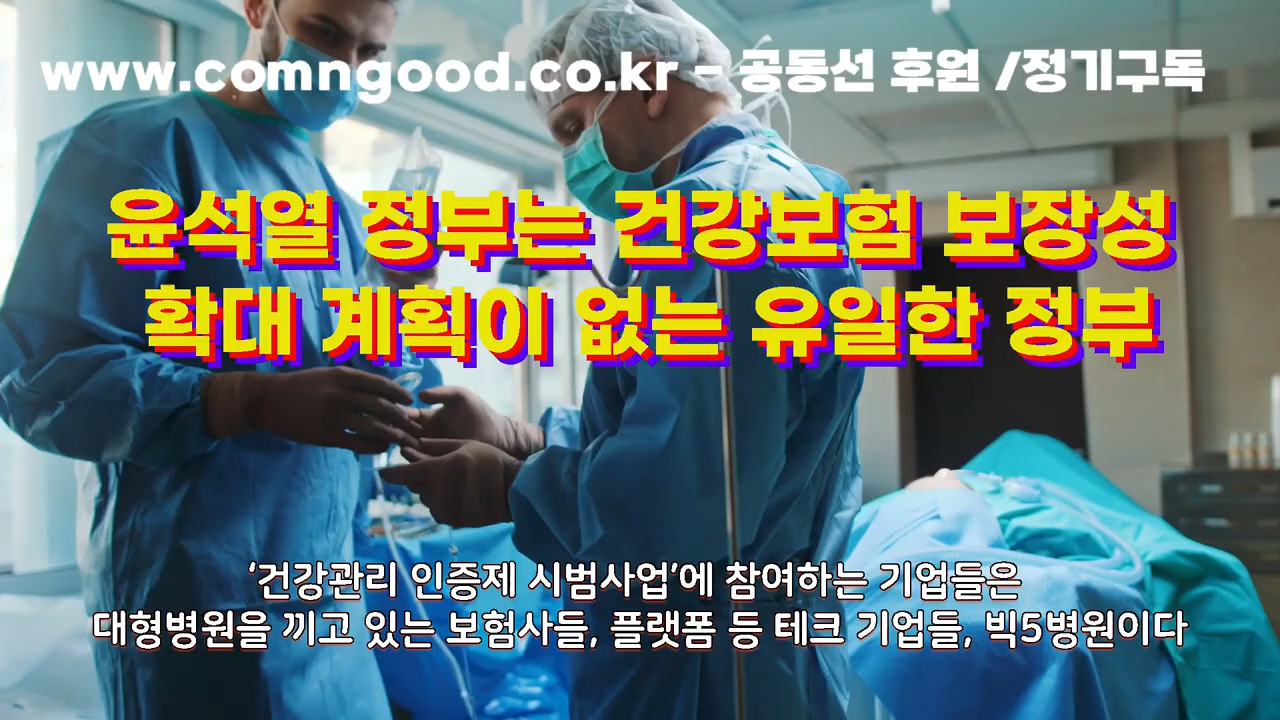 www.comngood.co.kr - 공동선 후원 /정기구독
윤석열 정부는 건강보험 보장성
확대 계획이 없는 유일한 정부
‘건강관리 인증제 시범사업’에 참여하는 기업들은
대형병원을 끼고 있는 보험사들, 플랫폼 등 테크 기업들, 빅5병원이다